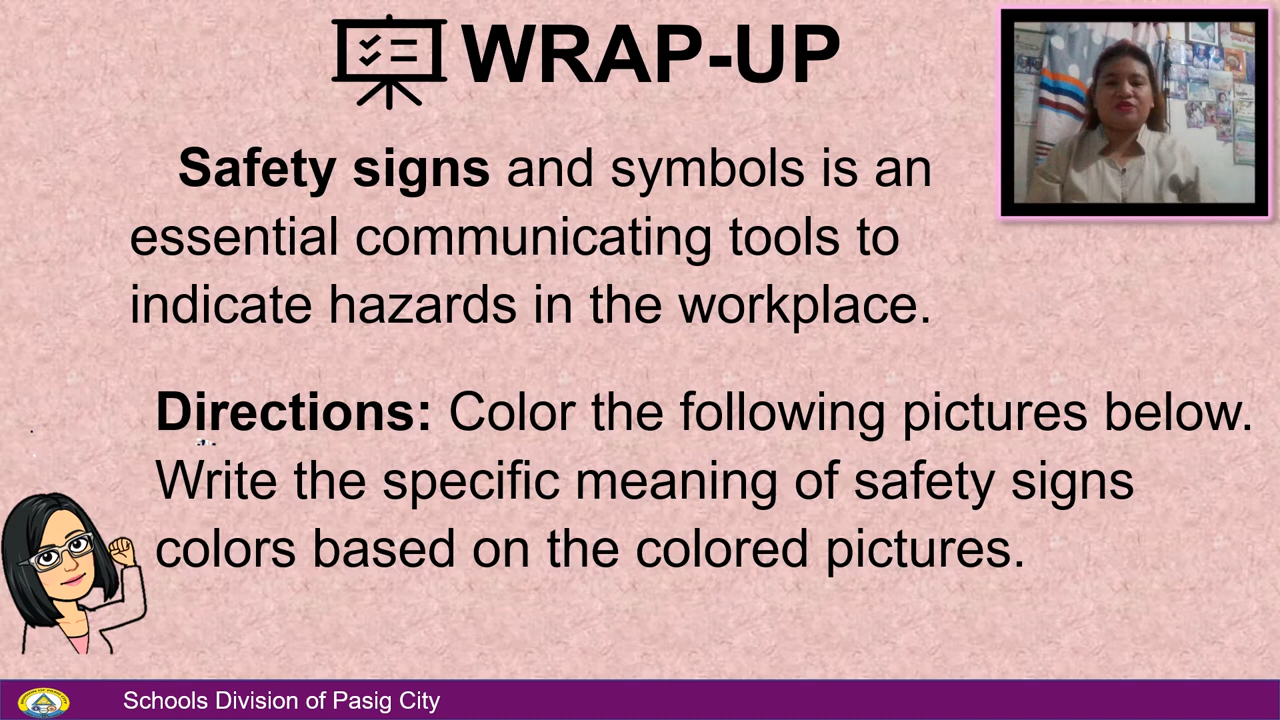 WRAP-UP
Safety signs and symbols is an
essential communicating tools to
indicate hazards in the workplace.
Directions: Color the following pictures below.
Write the specific meaning of safety signs
colors based on the colored pictures.
Schools Division of Pasig City